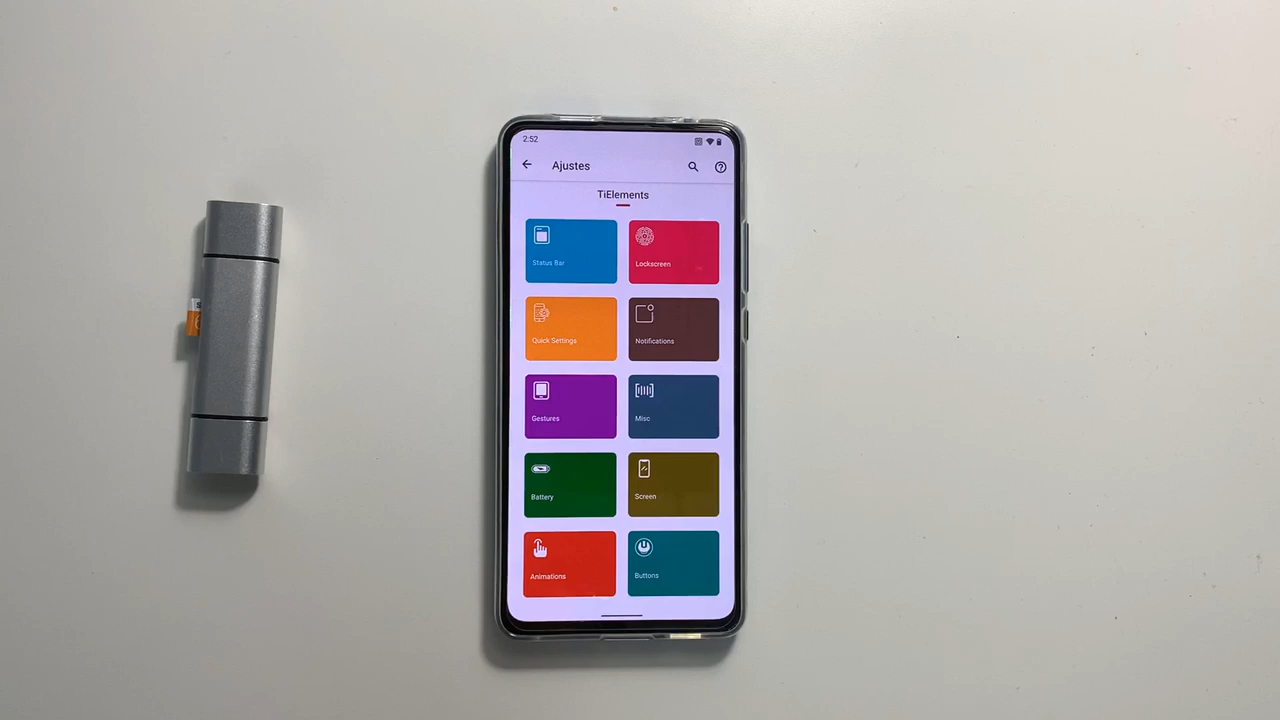 2:52
Ajustes
TiElements
Status Bar
Lockscreen
Quick Settings
Notifications
Gestures
Misc
Battery
Screen
Animations
Buttons